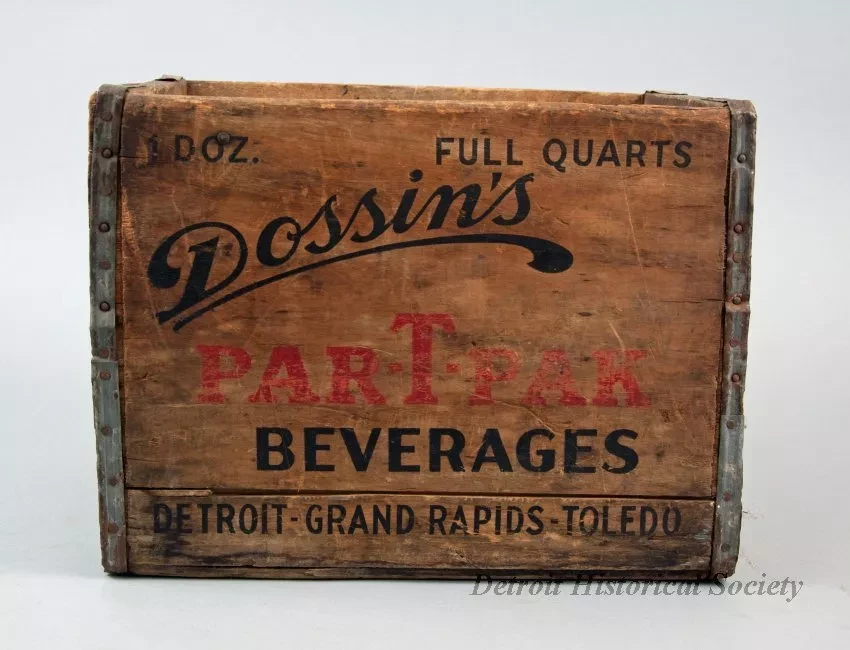 1 DOZ. FULL QUARTS
Dossin's
PAR·T·PAK
BEVERAGES
DETROIT-GRAND RAPIDS-TOLEDO
Detroit Historical Society